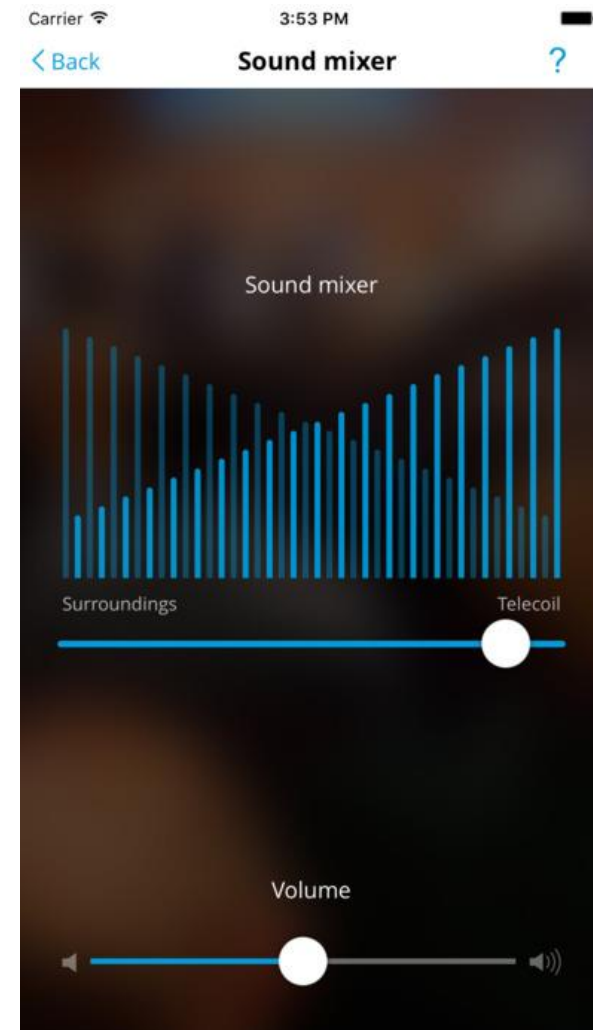 Carrier 3:53 PM
Back Sound mixer ?
Sound mixer
Surroundings Telecoil
Volume